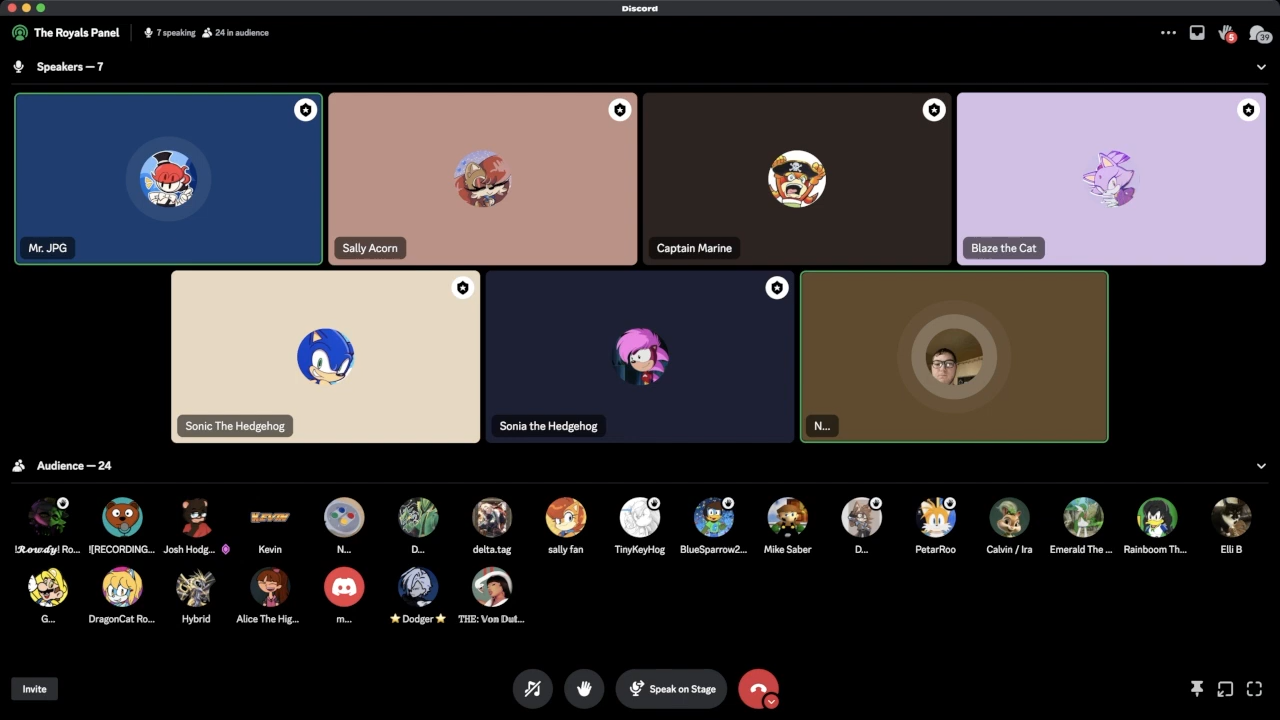 Discord
The Royals Panel
7 speaking
24 in audience
5
39
Speakers — 7
Mr. JPG
Sally Acorn
Captain Marine
Blaze the Cat
Sonic The Hedgehog
Sonia the Hedgehog
N...
Audience — 24
!𝓡𝓸𝔀𝓭𝔂! Ro...
![RECORDING...
Josh Hodg...
Kevin
N...
D...
delta.tag
sally fan
TinyKeyHog
BlueSparrow2...
Mike Saber
D...
PetarRoo
Calvin / Ira
Emerald The ...
Rainboom Th...
Elli B
KEVIN
G...
DragonCat Ro...
Hybrid
Alice The Hig...
m...
⭐ Dodger ⭐
𝕿𝕳𝕰: 𝖁𝖔𝖓 𝕯𝖚𝖙...
Invite
Speak on Stage